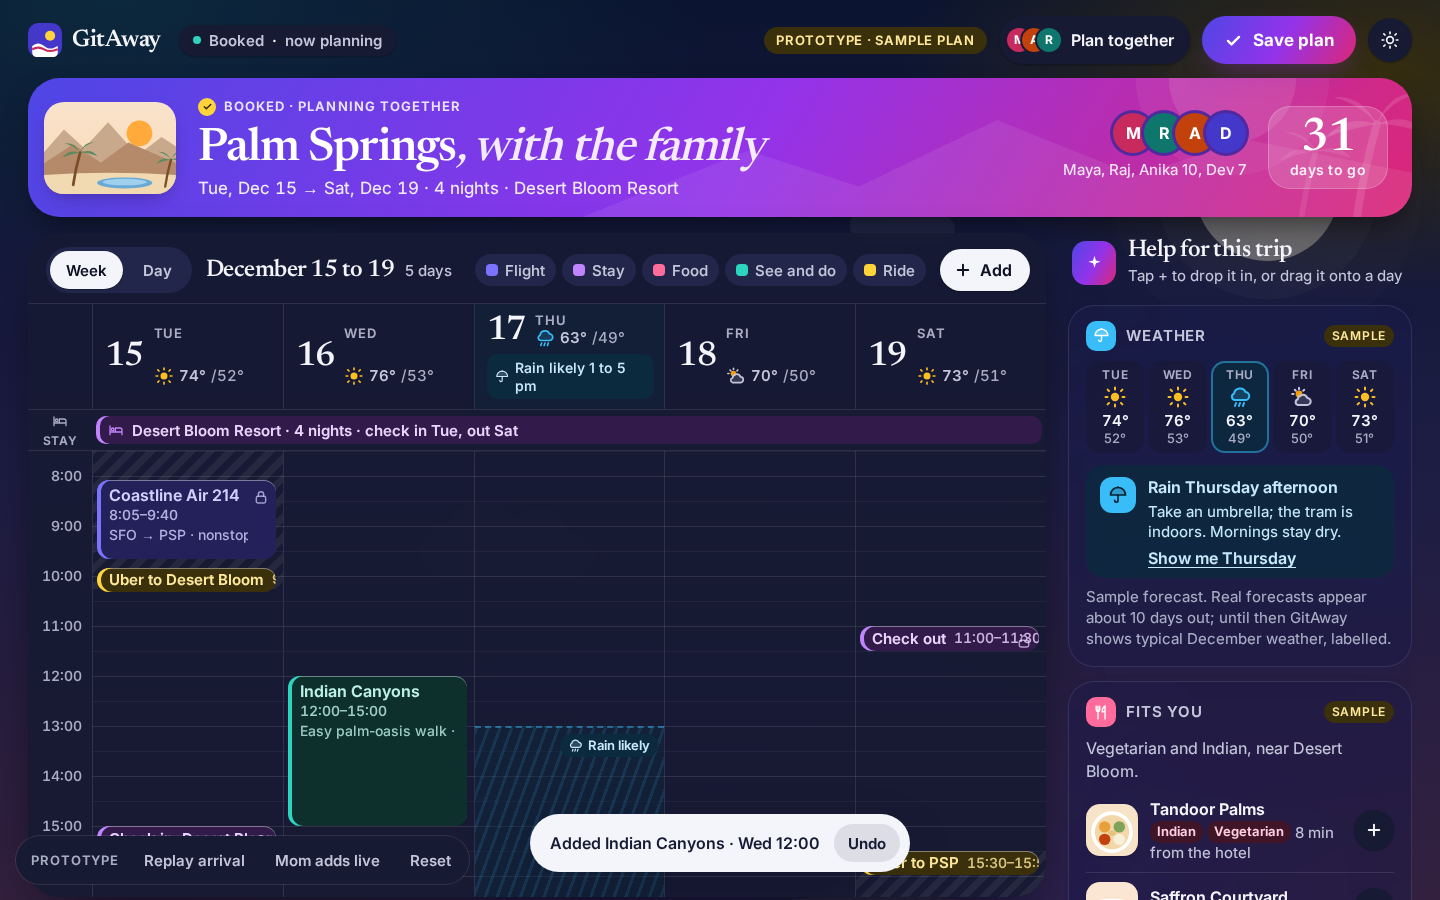 GitAway
Booked · now planning
PROTOTYPE · SAMPLE PLAN
R
Plan together
Save plan
BOOKED · PLANNING TOGETHER
Palm Springs, with the family
Tue, Dec 15 → Sat, Dec 19 · 4 nights · Desert Bloom Resort
M R A D
Maya, Raj, Anika 10, Dev 7
31
days to go
Week
Day
December 15 to 19
5 days
Flight
Stay
Food
See and do
Ride
+ Add
Help for this trip
Tap + to drop it in, or drag it onto a day
15 TUE
74° /52°
16 WED
76° /53°
17 THU
63° /49°
Rain likely 1 to 5
pm
18 FRI
70° /50°
19 SAT
73° /51°
STAY
Desert Bloom Resort · 4 nights · check in Tue, out Sat
8:00
9:00
10:00
11:00
12:00
13:00
14:00
15:00
Coastline Air 214
8:05–9:40
SFO → PSP · nonstop
Uber to Desert Bloom
Indian Canyons
12:00–15:00
Easy palm-oasis walk ·
Rain likely
Check out 11:00–11:30
to PSP 15:30–15:
WEATHER
SAMPLE
TUE
74°
52°
WED
76°
53°
THU
63°
49°
FRI
70°
50°
SAT
73°
51°
Rain Thursday afternoon
Take an umbrella; the tram is
indoors. Mornings stay dry.
Show me Thursday
Sample forecast. Real forecasts appear
about 10 days out; until then GitAway
shows typical December weather, labelled.
FITS YOU
SAMPLE
Vegetarian and Indian, near Desert
Bloom.
Tandoor Palms
Indian Vegetarian 8 min
from the hotel
+
Saffron Courtyard
PROTOTYPE
Replay arrival
Mom adds live
Reset
Added Indian Canyons · Wed 12:00
Undo